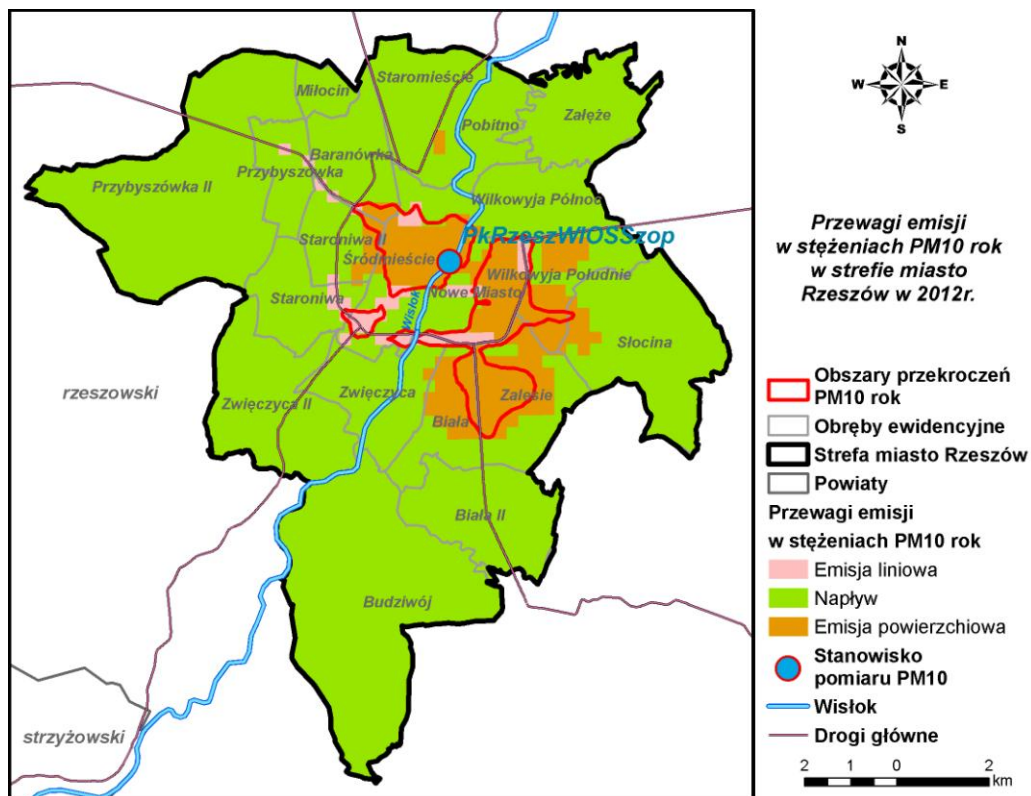 Staromieście
Miłocin
Pobitno
Załęże
Baranówka
Przybyszówka
Przybyszówka II
Wilkowyja Północ
Staroniwa II
PkRzeszWIOSSzop
Śródmieście
Wilkowyja Południe
Staroniwa
Nowe Miasto
Wisłok
Słocina
rzeszowski
Zwięczyca
Zalesie
Zwięczyca II
Biała
Biała II
Budziwój
strzyżowski
N
W
E
S
Przewagi emisji
w stężeniach PM10 rok
w strefie miasto
Rzeszów w 2012r.
Obszary przekroczeń
PM10 rok
Obręby ewidencyjne
Strefa miasto Rzeszów
Powiaty
Przewagi emisji
w stężeniach PM10 rok
Emisja liniowa
Napływ
Emisja powierzchiowa
Stanowisko
pomiaru PM10
Wisłok
Drogi główne
2 1 0 2
km